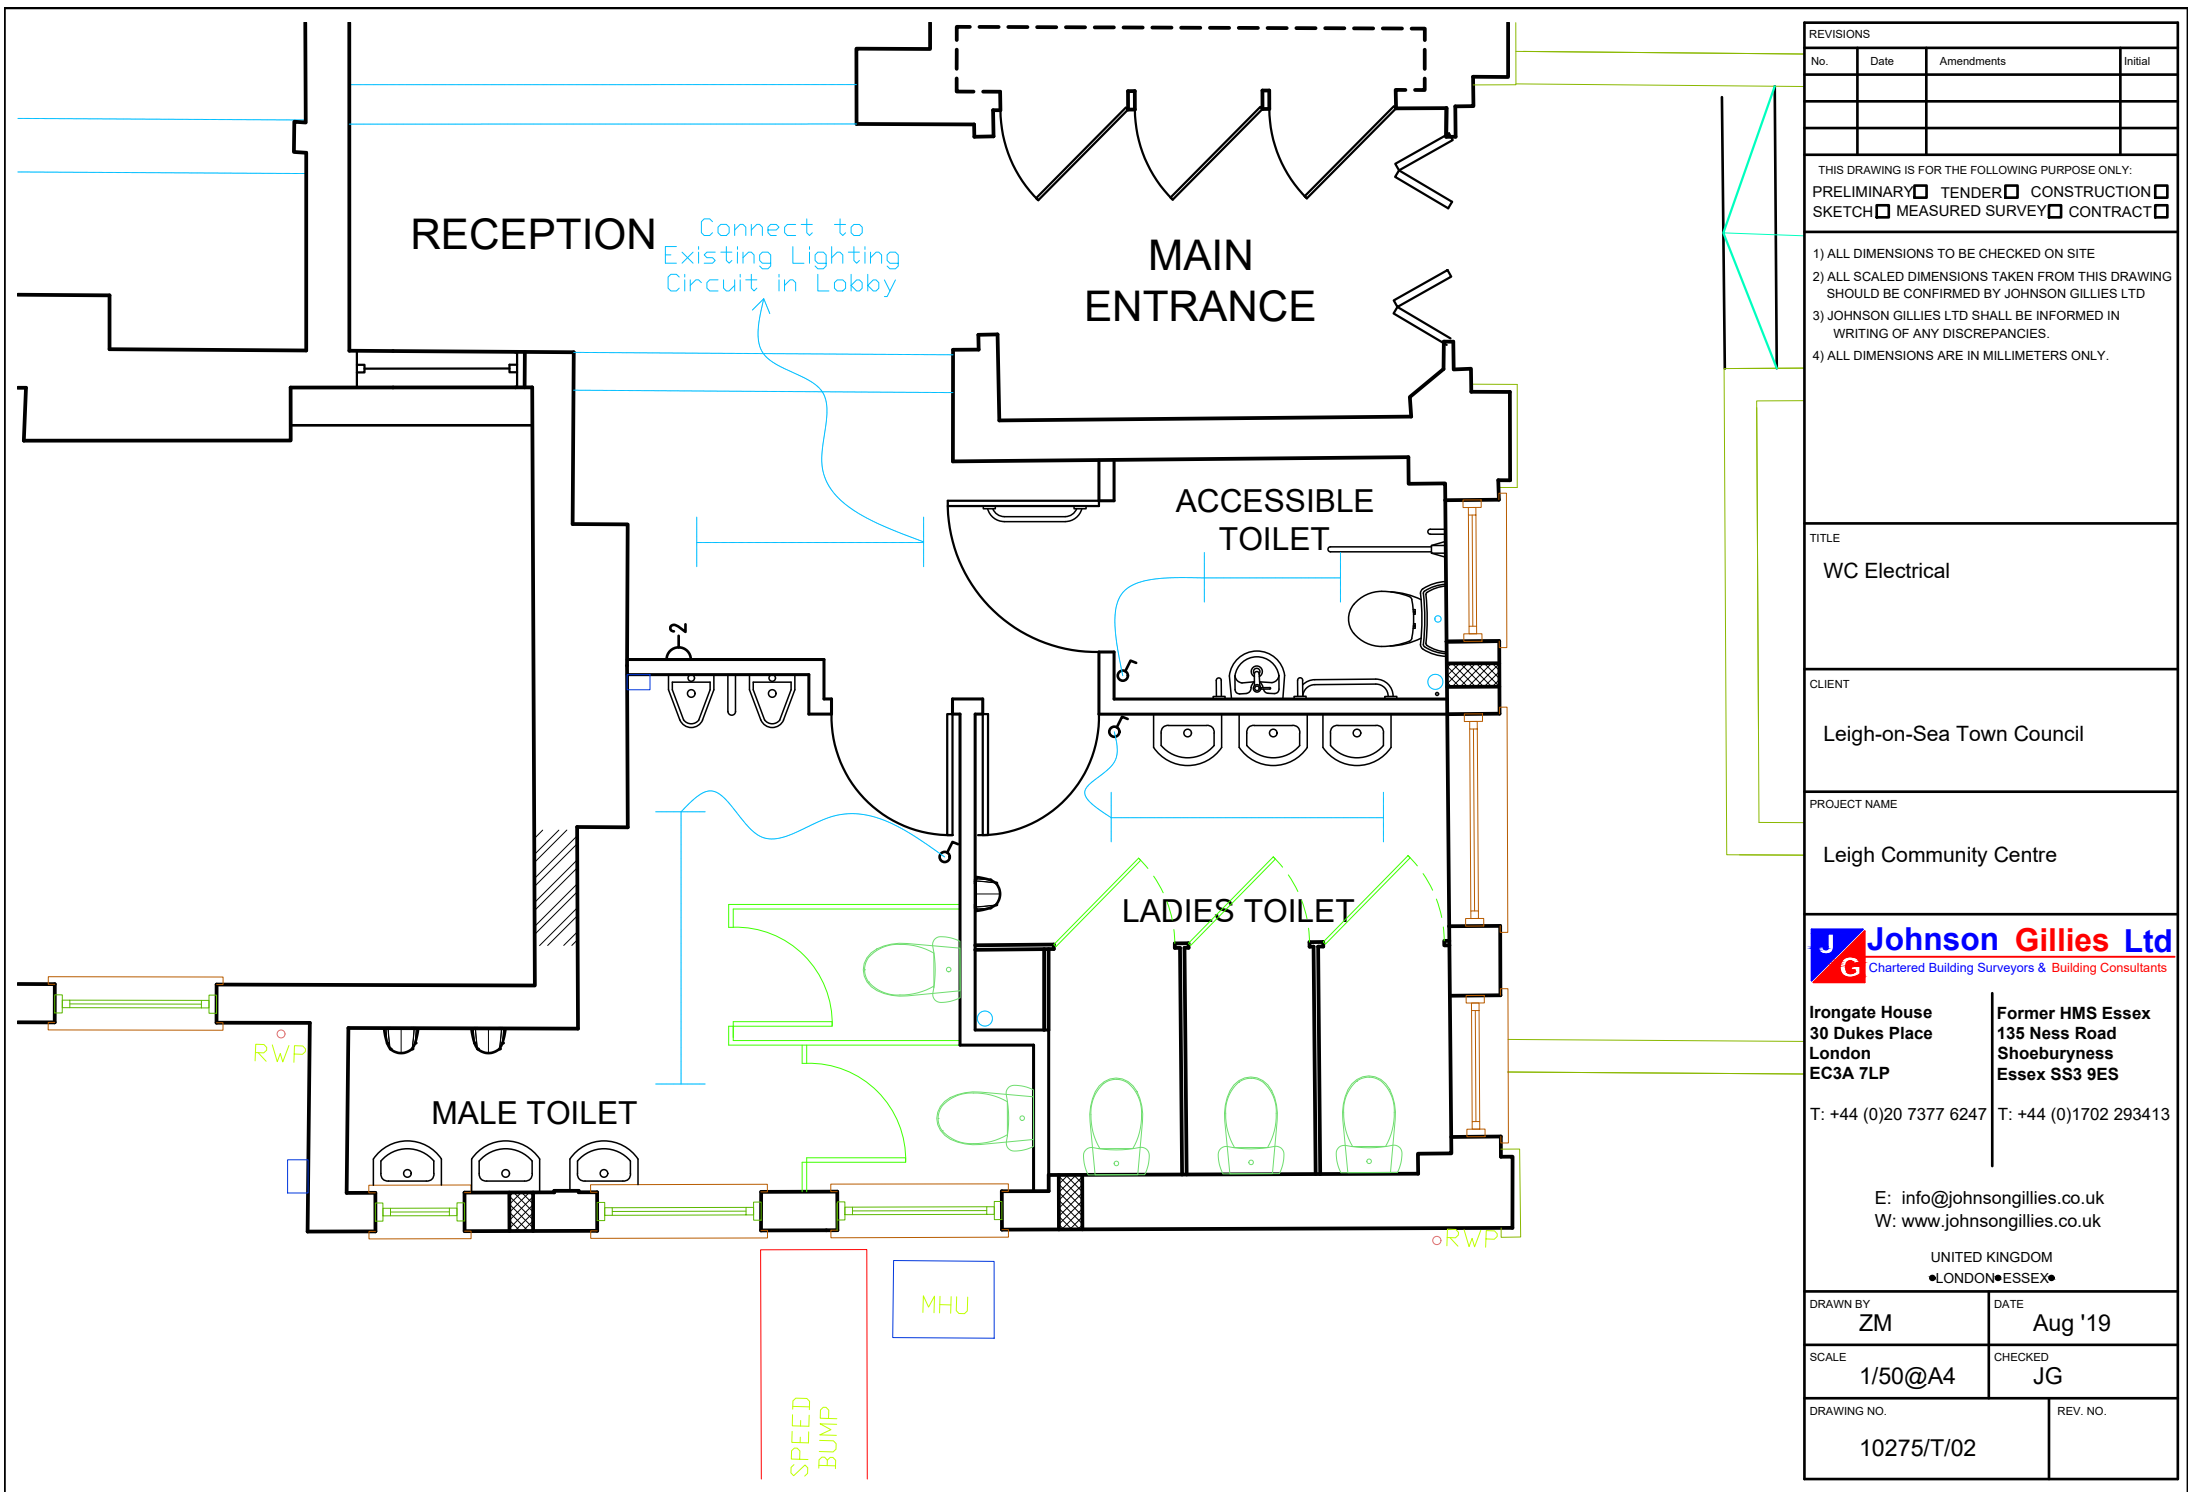 RECEPTION
Connect to
Existing Lighting
Circuit in Lobby
MAIN
ENTRANCE
ACCESSIBLE
TOILET
2
LADIES TOILET
MALE TOILET
RWP
RWP
MHU
SPEED
BUMP
REVISIONS
No. Date Amendments Initial
THIS DRAWING IS FOR THE FOLLOWING PURPOSE ONLY:
PRELIMINARY TENDER CONSTRUCTION
SKETCH MEASURED SURVEY CONTRACT
1) ALL DIMENSIONS TO BE CHECKED ON SITE
2) ALL SCALED DIMENSIONS TAKEN FROM THIS DRAWING
SHOULD BE CONFIRMED BY JOHNSON GILLIES LTD
3) JOHNSON GILLIES LTD SHALL BE INFORMED IN
WRITING OF ANY DISCREPANCIES.
4) ALL DIMENSIONS ARE IN MILLIMETERS ONLY.
TITLE
WC Electrical
CLIENT
Leigh-on-Sea Town Council
PROJECT NAME
Leigh Community Centre
J G
Johnson Gillies Ltd
Chartered Building Surveyors & Building Consultants
Irongate House
30 Dukes Place
London
EC3A 7LP
T: +44 (0)20 7377 6247
Former HMS Essex
135 Ness Road
Shoeburyness
Essex SS3 9ES
T: +44 (0)1702 293413
E: info@johnsongillies.co.uk
W: www.johnsongillies.co.uk
UNITED KINGDOM
•LONDON•ESSEX•
DRAWN BY
ZM
DATE
Aug '19
SCALE
1/50@A4
CHECKED
JG
DRAWING NO.
10275/T/02
REV. NO.